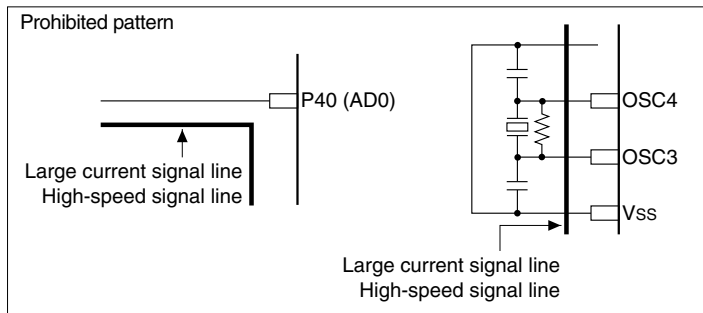 Prohibited pattern
P40 (AD0)
Large current signal line
High-speed signal line
OSC4
OSC3
VSS
Large current signal line
High-speed signal line